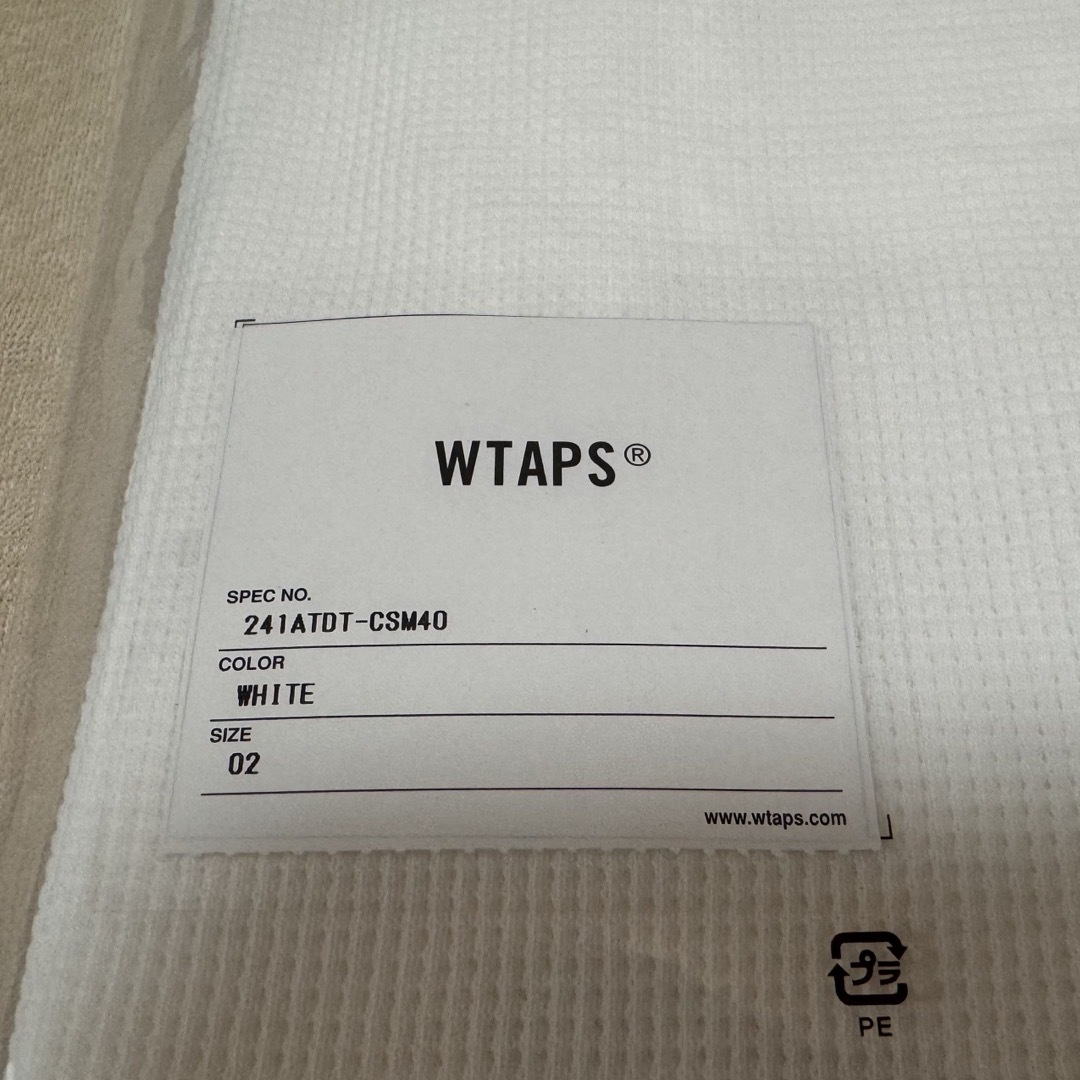 WTAPS®
SPEC NO.
241ATDT-CSM40
COLOR
WHITE
SIZE
02
www.wtaps.com
プラ
PE